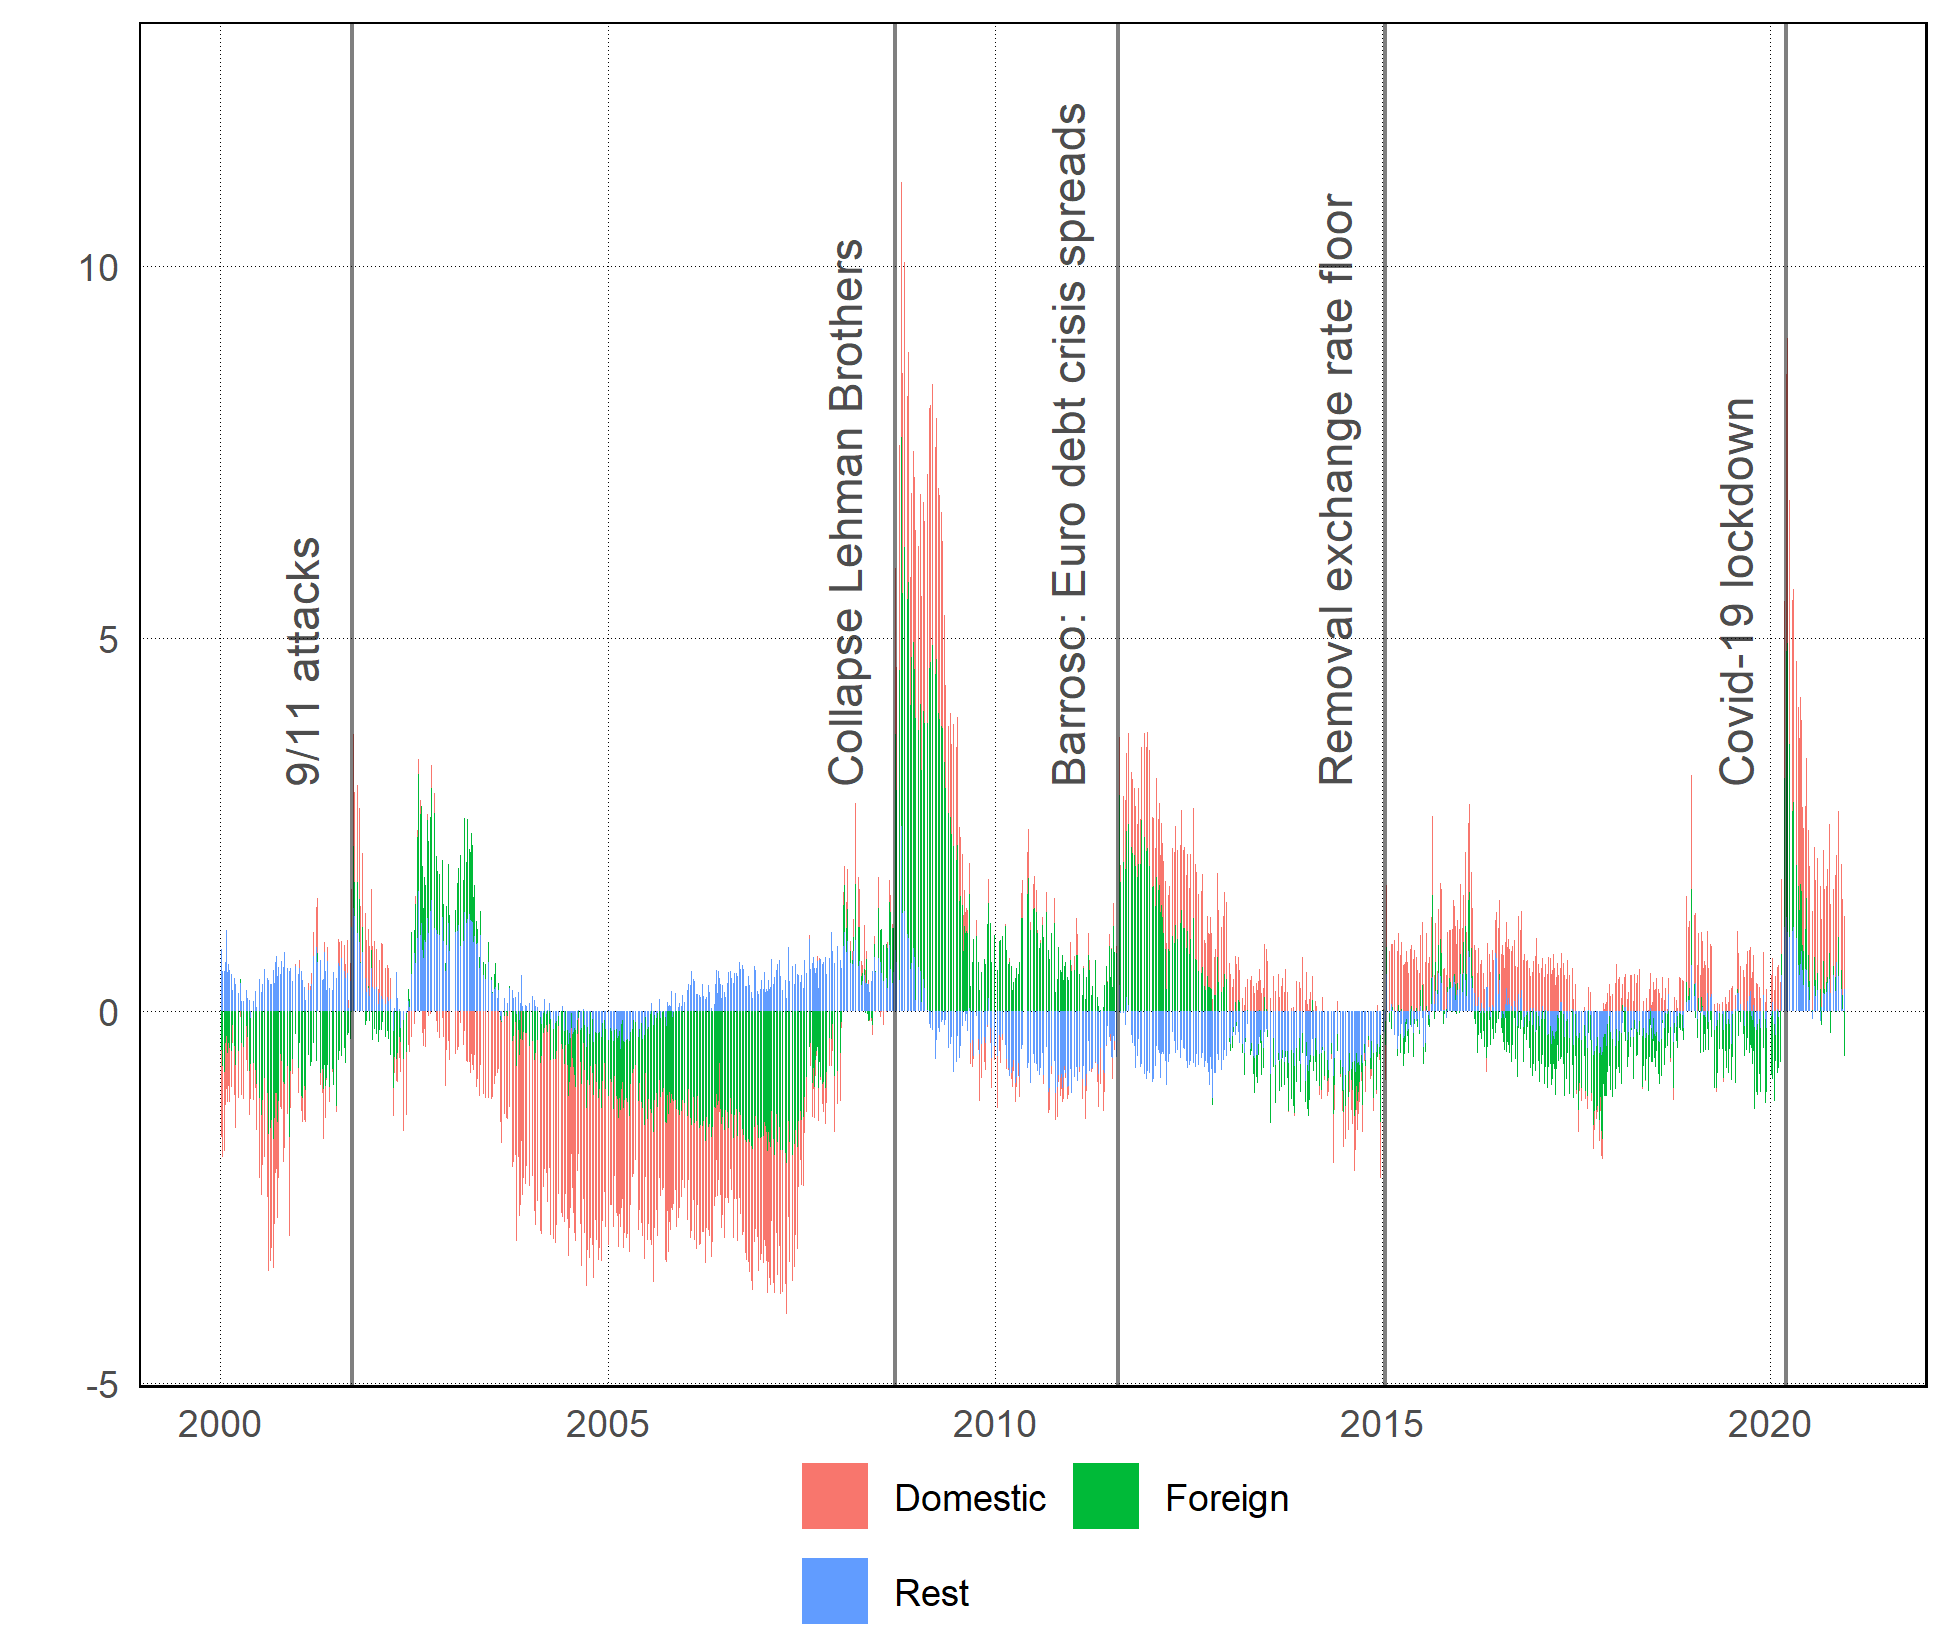 10
5
0
-5
9/11 attacks
Collapse Lehman Brothers
Barroso: Euro debt crisis spreads
Removal exchange rate floor
Covid-19 lockdown
2000 2005 2010 2015 2020
Domestic Foreign
Rest